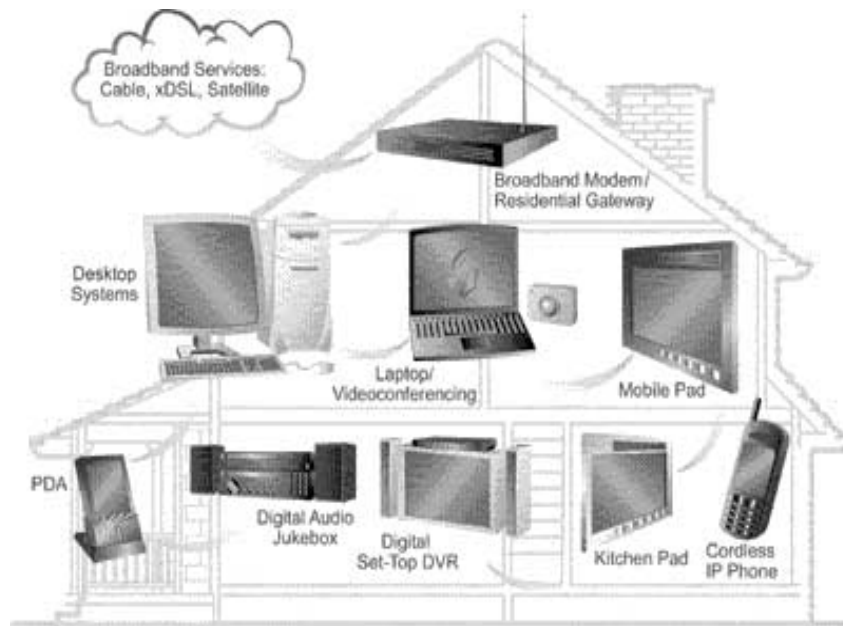 Broadband Services:
Cable, xDSL, Satellite
Broadband Modem/
Residential Gateway
Desktop
Systems
Laptop/
Videoconferencing
Mobile Pad
PDA
Digital Audio
Jukebox
Digital
Set-Top DVR
Kitchen Pad
Cordless
IP Phone